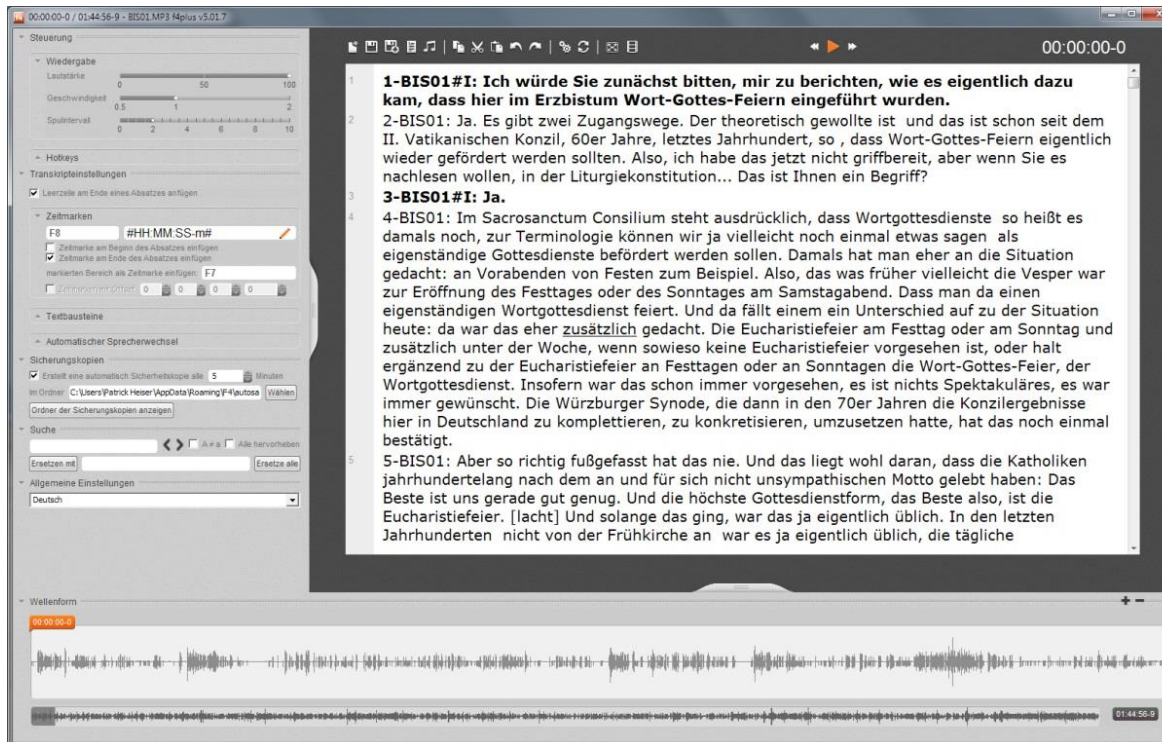 00:00:00-0 / 01:44:56-9 - BIS01.MP3 f4plus v5.01.7
Steuerung
Wiedergabe
Lautstärke
0 50 100
Geschwindigkeit
0.5 1 2
Spulintervall
0 2 4 6 8 10
Hotkeys
Transkripteinstellungen
Leerzeile am Ende eines Absatzes anfügen
Zeitmarken
F8 #HH:MM:SS-m#
Zeitmarke am Beginn des Absatzes einfügen
Zeitmarke am Ende des Absatzes einfügen
markierten Bereich als Zeitmarke einfügen: F7
Zeitmarken mit Offset 0 0 0 0
Textbausteine
Automatischer Sprecherwechsel
Sicherungskopien
Erstellt eine automatisch Sicherheitskopie alle 5 Minuten
Im Ordner C:\Users\Patrick Heiser\AppData\Roaming\F4\autosa Wählen
Ordner der Sicherungskopien anzeigen
Suche
A ≠ a Alle hervorheben
Ersetzen mit Ersetze alle
Allgemeine Einstellungen
Deutsch
00:00:00-0
1 1-BIS01#I: Ich würde Sie zunächst bitten, mir zu berichten, wie es eigentlich dazu
kam, dass hier im Erzbistum Wort-Gottes-Feiern eingeführt wurden.
2 2-BIS01: Ja. Es gibt zwei Zugangswege. Der theoretisch gewollte ist und das ist schon seit dem
II. Vatikanischen Konzil, 60er Jahre, letztes Jahrhundert, so , dass Wort-Gottes-Feiern eigentlich
wieder gefördert werden sollten. Also, ich habe das jetzt nicht griffbereit, aber wenn Sie es
nachlesen wollen, in der Liturgiekonstitution... Das ist Ihnen ein Begriff?
3 3-BIS01#I: Ja.
4 4-BIS01: Im Sacrosanctum Consilium steht ausdrücklich, dass Wortgottesdienste so heißt es
damals noch, zur Terminologie können wir ja vielleicht noch einmal etwas sagen als
eigenständige Gottesdienste befördert werden sollen. Damals hat man eher an die Situation
gedacht: an Vorabenden von Festen zum Beispiel. Also, das was früher vielleicht die Vesper war
zur Eröffnung des Festtages oder des Sonntages am Samstagabend. Dass man da einen
eigenständigen Wortgottesdienst feiert. Und da fällt einem ein Unterschied auf zu der Situation
heute: da war das eher zusätzlich gedacht. Die Eucharistiefeier am Festtag oder am Sonntag und
zusätzlich unter der Woche, wenn sowieso keine Eucharistiefeier vorgesehen ist, oder halt
ergänzend zu der Eucharistiefeier an Festtagen oder an Sonntagen die Wort-Gottes-Feier, der
Wortgottesdienst. Insofern war das schon immer vorgesehen, es ist nichts Spektakuläres, es war
immer gewünscht. Die Würzburger Synode, die dann in den 70er Jahren die Konzilergebnisse
hier in Deutschland zu komplettieren, zu konkretisieren, umzusetzen hatte, hat das noch einmal
bestätigt.
5 5-BIS01: Aber so richtig fußgefasst hat das nie. Und das liegt wohl daran, dass die Katholiken
jahrhundertelang nach dem an und für sich nicht unsympathischen Motto gelebt haben: Das
Beste ist uns gerade gut genug. Und die höchste Gottesdienstform, das Beste also, ist die
Eucharistiefeier. [lacht] Und solange das ging, war das ja eigentlich üblich. In den letzten
Jahrhunderten nicht von der Frühkirche an war es ja eigentlich üblich, die tägliche
Wellenform
00:00:00-0
01:44:56-9